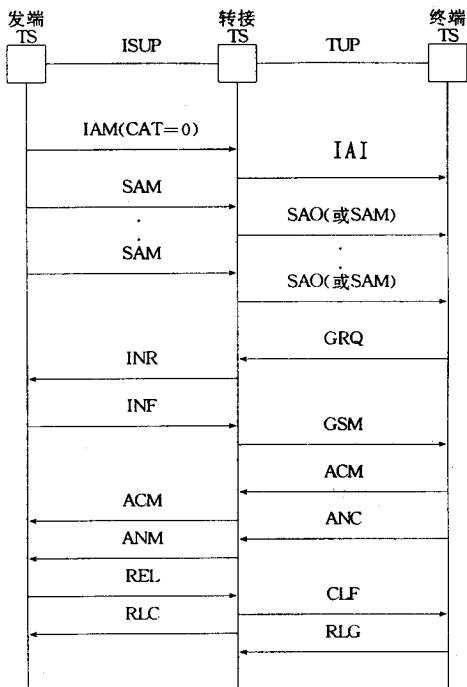 发端 转接 终端
TS ISUP TS TUP TS
IAM(CAT=0)
IAI
SAM
SAO(或SAM)
SAM
SAO(或SAM)
GRQ
INR
INF
GSM
ACM
ACM
ANC
ANM
REL
CLF
RLC
RLG